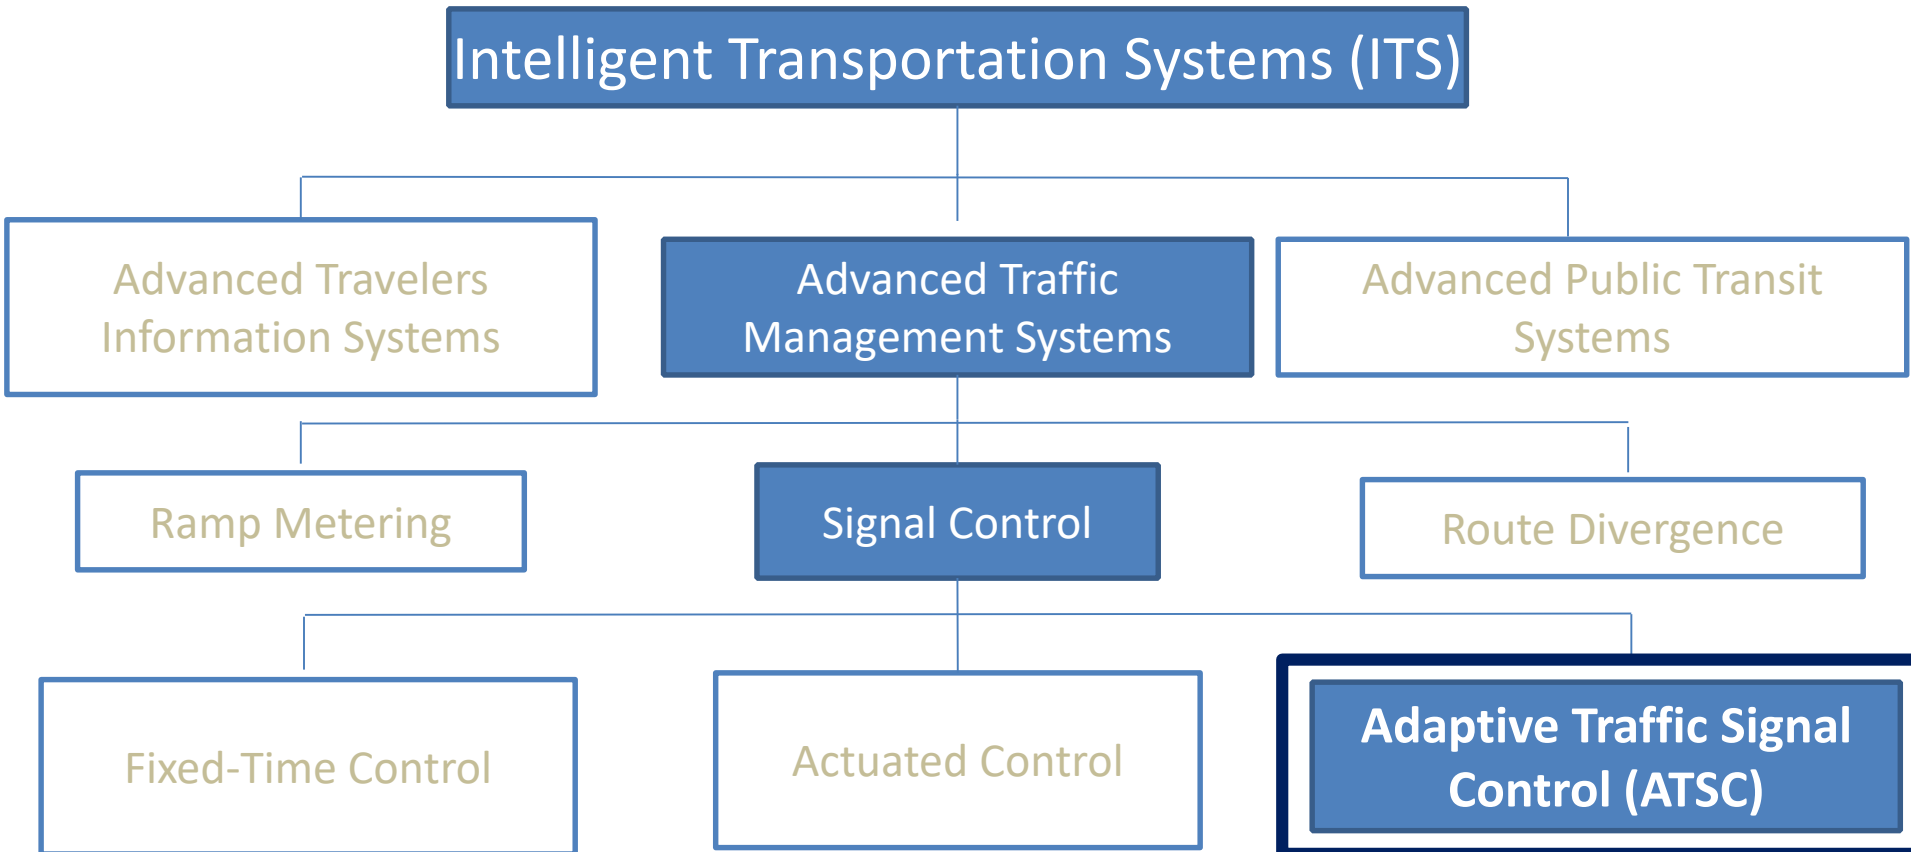 Intelligent Transportation Systems (ITS)
Advanced Travelers
Information Systems
Advanced Traffic
Management Systems
Advanced Public Transit
Systems
Ramp Metering
Signal Control
Route Divergence
Fixed-Time Control
Actuated Control
Adaptive Traffic Signal
Control (ATSC)